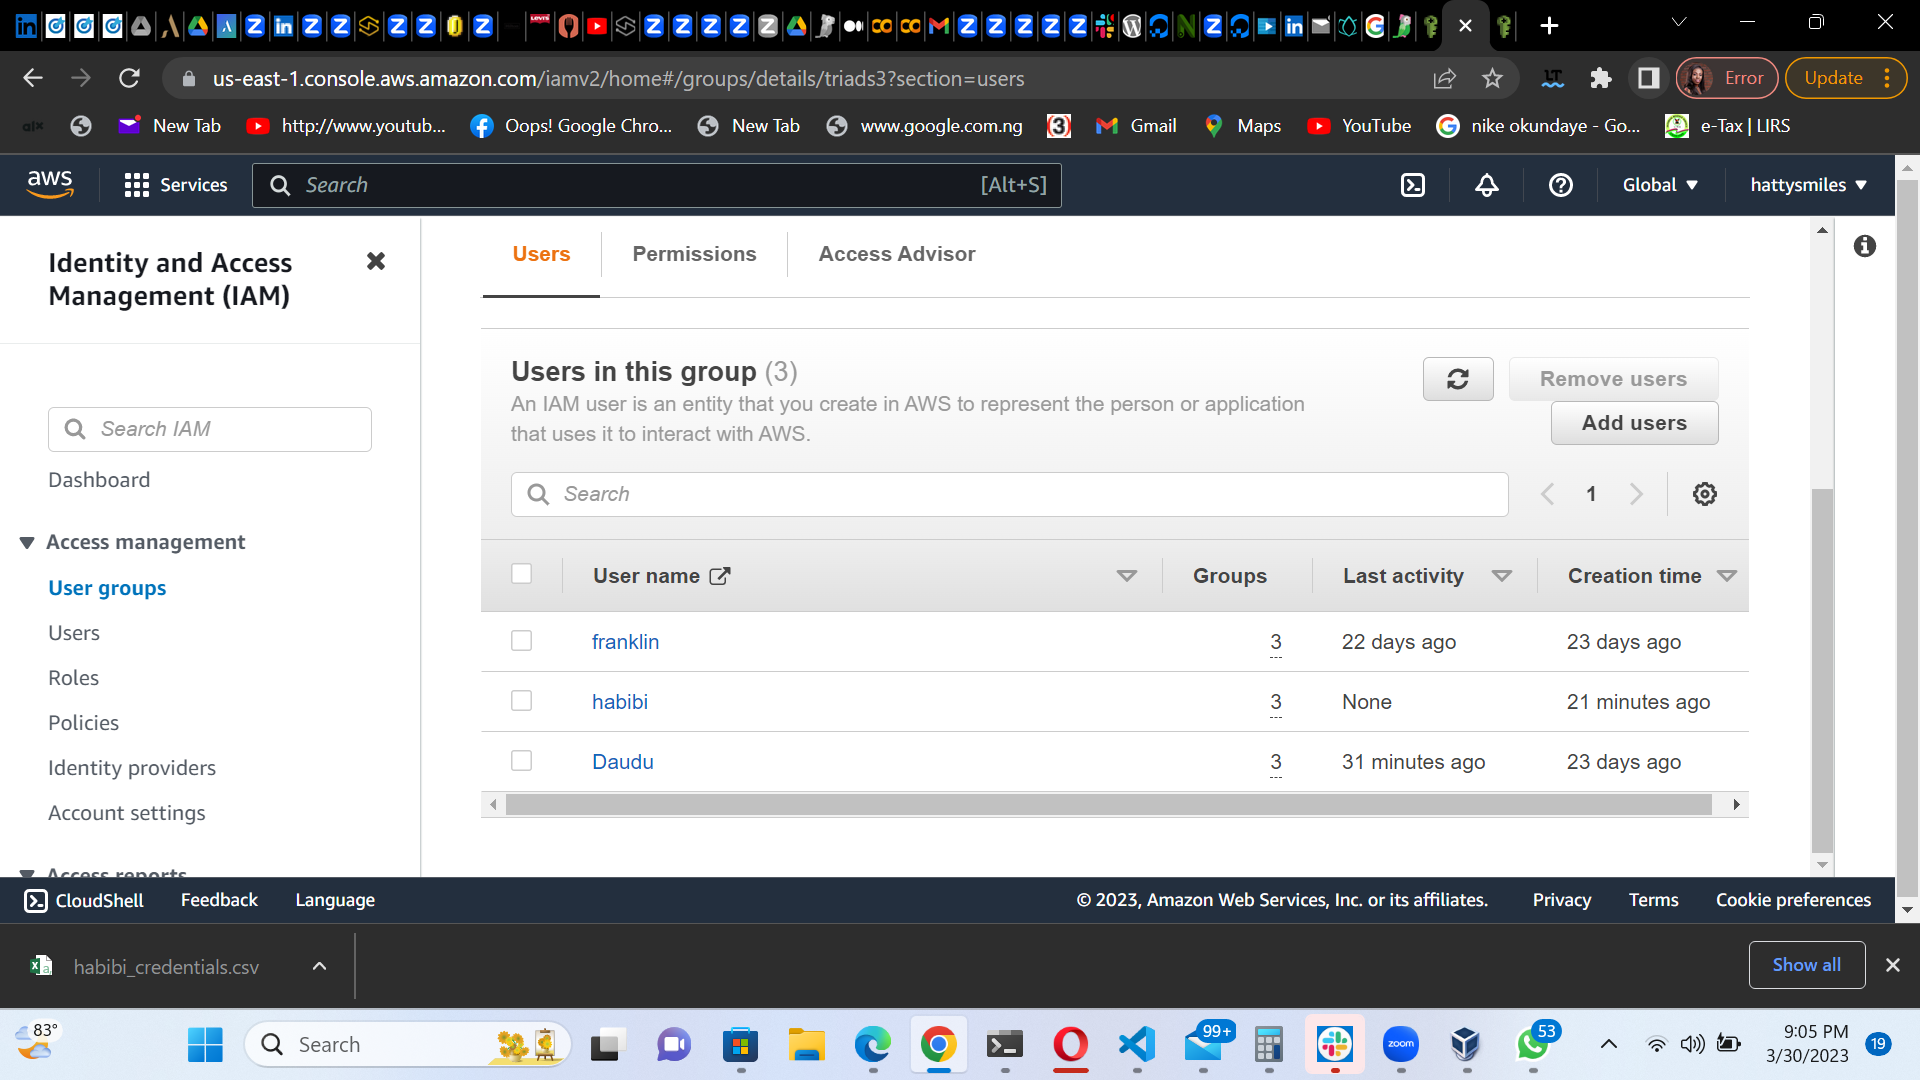 Error
Update
us-east-1.console.aws.amazon.com/iamv2/home#/groups/details/triads3?section=users
alx
New Tab
http://www.youtub...
Oops! Google Chro...
New Tab
www.google.com.ng
Gmail
Maps
YouTube
nike okundaye - Go...
e-Tax | LIRS
aws
Services
Search
[Alt+S]
Global
hattysmiles
Identity and Access
Management (IAM)
Search IAM
Dashboard
Access management
User groups
Users
Roles
Policies
Identity providers
Account settings
Access reports
Users
Permissions
Access Advisor
Users in this group (3)
An IAM user is an entity that you create in AWS to represent the person or application
that uses it to interact with AWS.
Remove users
Add users
Search
1
User name
Groups
Last activity
Creation time
franklin
3
22 days ago
23 days ago
habibi
3
None
21 minutes ago
Daudu
3
31 minutes ago
23 days ago
CloudShell
Feedback
Language
© 2023, Amazon Web Services, Inc. or its affiliates.
Privacy
Terms
Cookie preferences
habibi_credentials.csv
Show all
83°
Search
99+
zoom
53
9:05 PM
3/30/2023
19